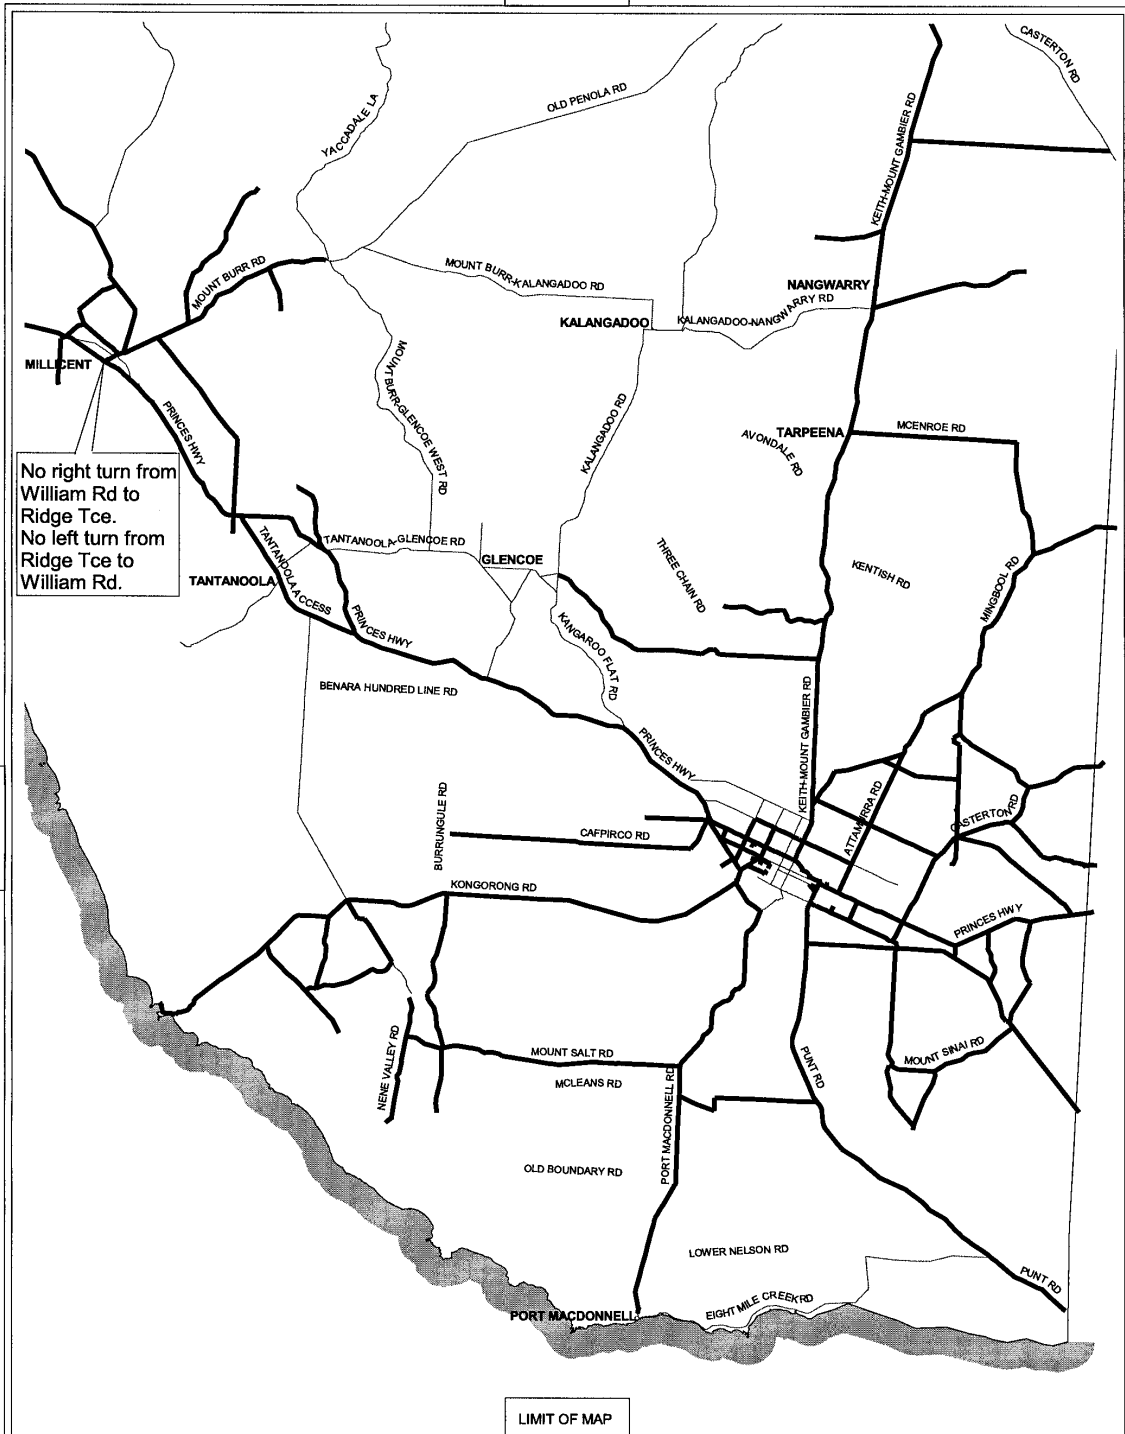 CASTERTON RD
OLD PENOLA RD
YACCADALE LA
KEITH-MOUNT GAMBIER RD
MOUNT BURR RD
MOUNT BURR-KALANGADOO RD
NANGWARRY
KALANGADOO
KALANGADOO-NANGWARRY RD
MILLICENT
MOUNT BURR-GLENCOE WEST RD
PRINCES HWY
KALANGADOO RD
TARPEENA
MCENROE RD
AVONDALE RD
No right turn from
William Rd to
Ridge Tce.
No left turn from
Ridge Tce to
William Rd.
TANTANOOLA-GLENCOE RD
GLENCOE
TANTANOOLA
TANTANOOLA ACCESS
THREE CHAIN RD
KENTISH RD
MINGBOOL RD
PRINCES HWY
KANGAROO FLAT RD
BENARA HUNDRED LINE RD
KEITH-MOUNT GAMBIER RD
PRINCES HWY
BURRUNGULE RD
CAFPIRCO RD
ATTAMURRA RD
CASTERTON RD
KONGORONG RD
PRINCES HWY
NENE VALLEY RD
MOUNT SALT RD
MCLEANS RD
PORT MACDONNELL RD
PUNT RD
MOUNT SINAI RD
OLD BOUNDARY RD
LOWER NELSON RD
PUNT RD
EIGHT MILE CREEK RD
PORT MACDONNELL
LIMIT OF MAP